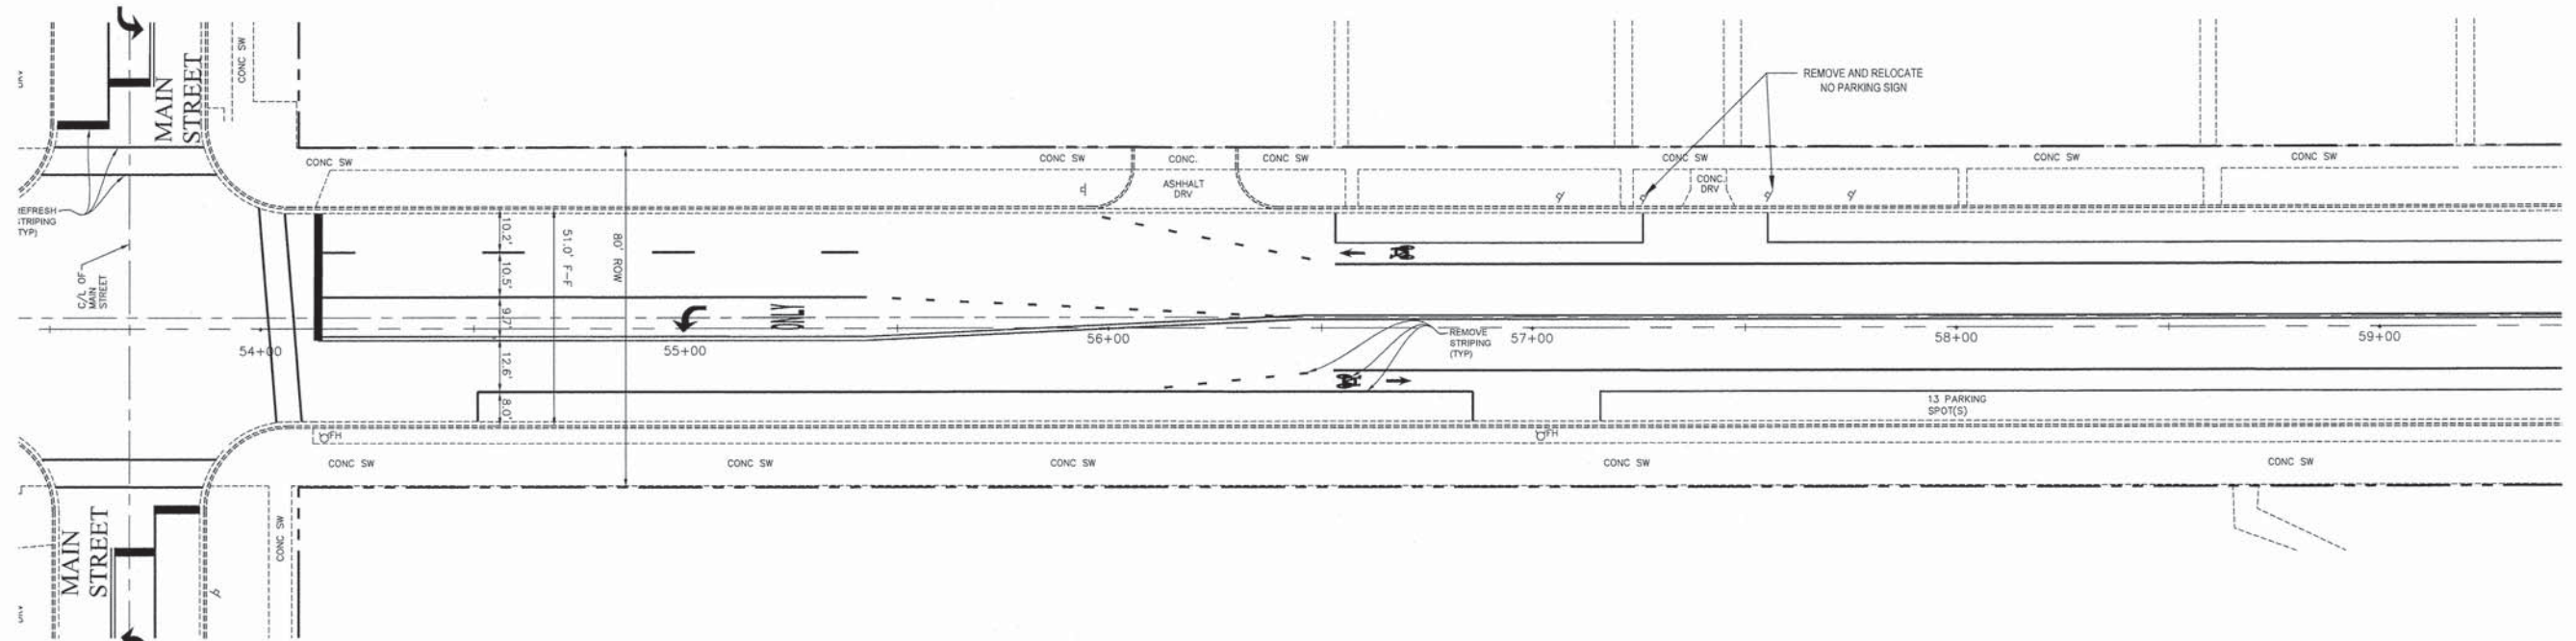 MAIN
STREET
CONC SW
REMOVE AND RELOCATE
NO PARKING SIGN
CONC SW
CONC SW
CONC.
CONC SW
CONC SW
CONC SW
CONC SW
ASHHALT
DRV
CONC.
DRV
EFRESH
TRIPING
TYP)
C/L OF
MAIN
STREET
10.2'
10.5'
9.7'
12.6'
8.0'
51.0' F-F
80' ROW
ONLY
54+00
55+00
56+00
57+00
58+00
59+00
REMOVE
STRIPING
(TYP)
13 PARKING
SPOT(S)
FH
FH
CONC SW
CONC SW
CONC SW
CONC SW
CONC SW
MAIN
STREET
CONC SW